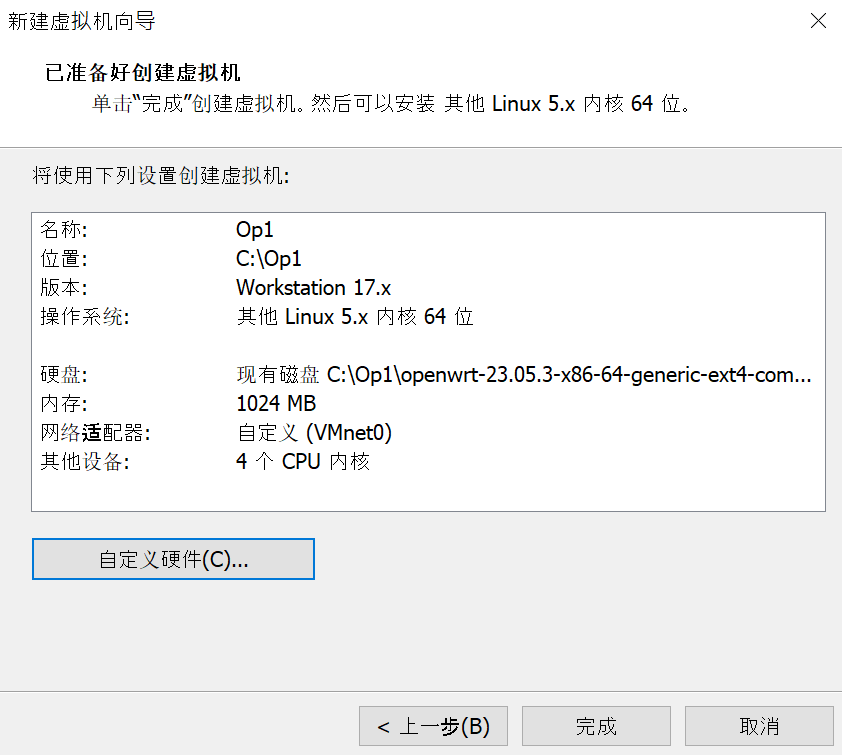 新建虚拟机向导
已准备好创建虚拟机
单击“完成”创建虚拟机。然后可以安装 其他 Linux 5.x 内核 64 位。
将使用下列设置创建虚拟机:
名称: Op1
位置: C:\Op1
版本: Workstation 17.x
操作系统: 其他 Linux 5.x 内核 64 位
硬盘: 现有磁盘 C:\Op1\openwrt-23.05.3-x86-64-generic-ext4-com...
内存: 1024 MB
网络适配器: 自定义 (VMnet0)
其他设备: 4 个 CPU 内核
自定义硬件(C)...
< 上一步(B) 完成 取消